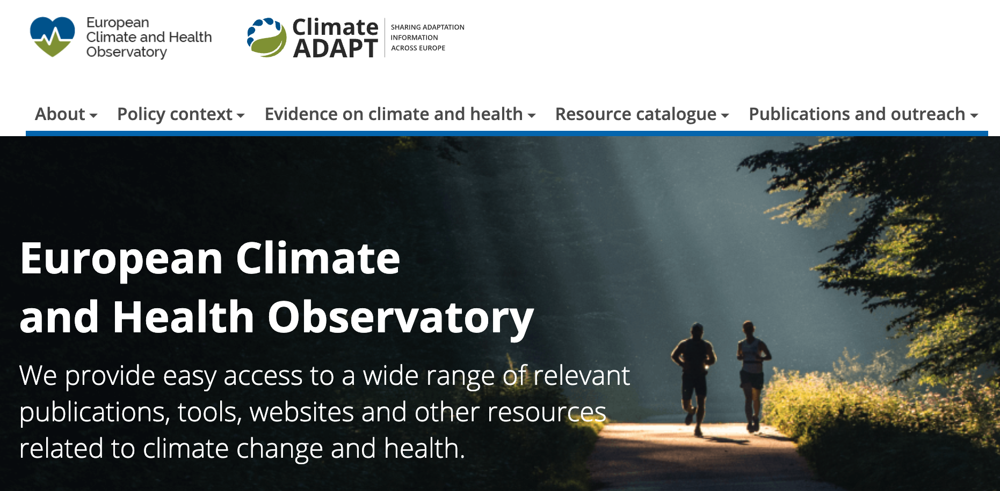 European
Climate and Health
Observatory
Climate
ADAPT
SHARING ADAPTATION
INFORMATION
ACROSS EUROPE
About Policy context Evidence on climate and health Resource catalogue Publications and outreach
European Climate
and Health Observatory
We provide easy access to a wide range of relevant
publications, tools, websites and other resources
related to climate change and health.